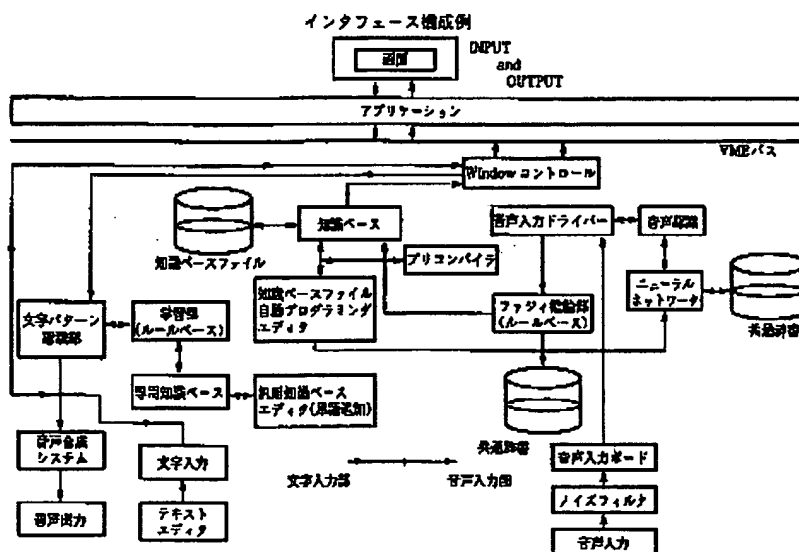 インタフェース構成例
画面
INPUT
and
OUTPUT
アプリケーション
VMEバス
Windowコントロール
知識ベース
音声入力ドライバー
音声認識
知識ベースファイル
プリコンパイラ
ニューラル
ネットワーク
知識ベースファイル
自動プログラミング
エディタ
ファジィ推論部
(ルールベース)
共通辞書
文字パターン
認識部
学習部
(ルールベース)
専用知識ベース
汎用知識ベース
エディタ(単語追加)
共通辞書
音声合成
システム
文字入力
文字入力部
音声入力部
音声入力ボード
音声出力
テキスト
エディタ
ノイズフィルタ
音声入力